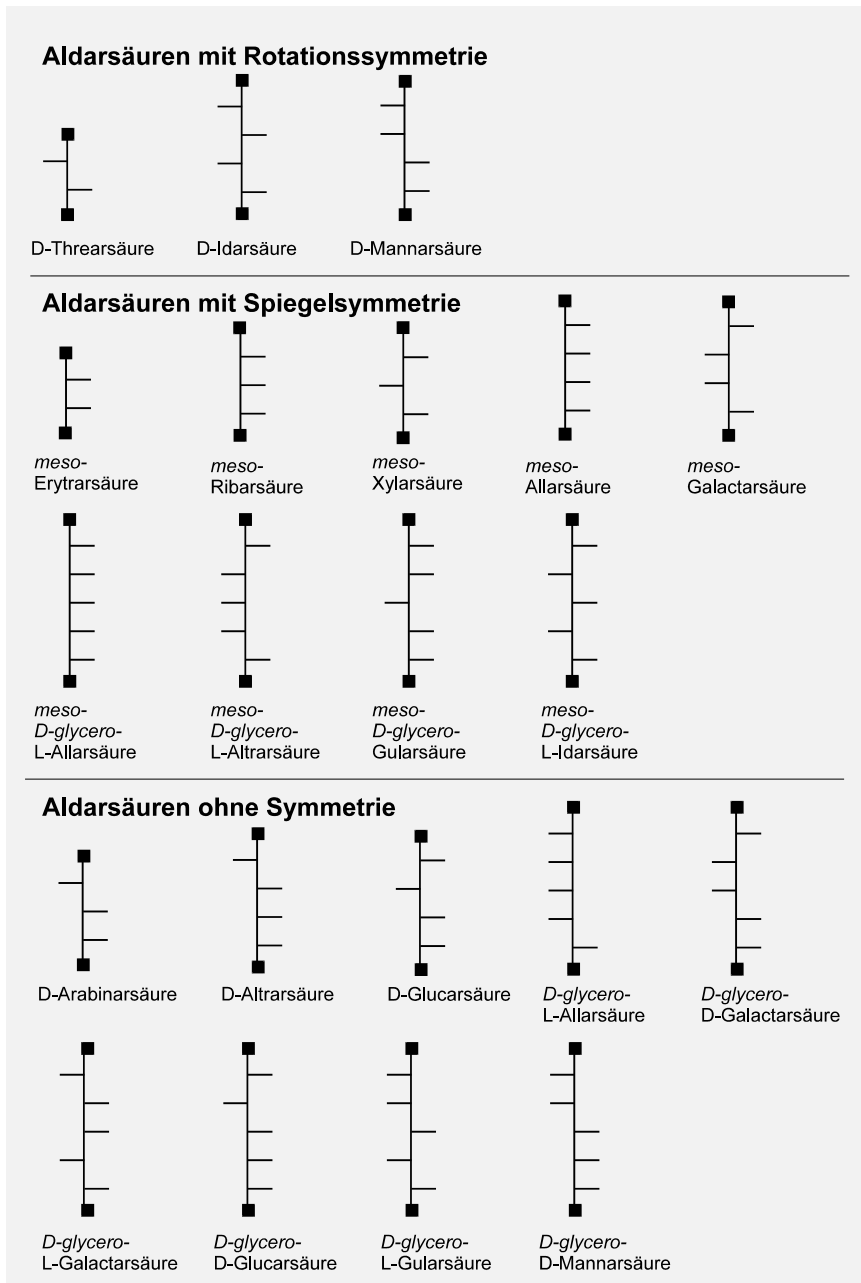 Aldarsäuren mit Rotationssymmetrie
D-Threarsäure
D-Idarsäure
D-Mannarsäure
Aldarsäuren mit Spiegelsymmetrie
meso-
Erytrarsäure
meso-
Ribarsäure
meso-
Xylarsäure
meso-
Allarsäure
meso-
Galactarsäure
meso-
D-glycero-
L-Allarsäure
meso-
D-glycero-
L-Altrarsäure
meso-
D-glycero-
Gularsäure
meso-
D-glycero-
L-Idarsäure
Aldarsäuren ohne Symmetrie
D-Arabinarsäure
D-Altrarsäure
D-Glucarsäure
D-glycero-
L-Allarsäure
D-glycero-
D-Galactarsäure
D-glycero-
L-Galactarsäure
D-glycero-
D-Glucarsäure
D-glycero-
L-Gularsäure
D-glycero-
D-Mannarsäure